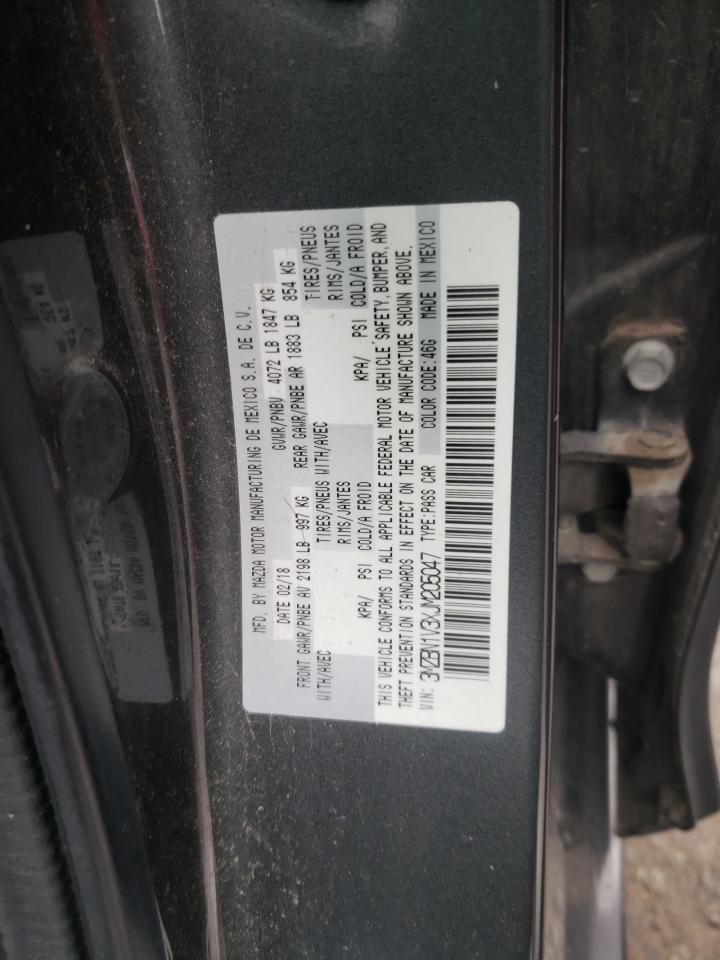 MFD. BY MAZDA MOTOR MANUFACTURING DE MEXICO S.A. DE C.V.
DATE 02/18 GVWR/PNBV 4072 LB 1847 KG
FRONT GAWR/PNBE AV 2198 LB 997 KG REAR GAWR/PNBE AR 1883 LB 854 KG
WITH/AVEC TIRES/PNEUS WITH/AVEC TIRES/PNEUS
RIMS/JANTES RIMS/JANTES
KPA/ PSI COLD/A FROID KPA/ PSI COLD/A FROID
THIS VEHICLE CONFORMS TO ALL APPLICABLE FEDERAL MOTOR VEHICLE SAFETY, BUMPER, AND
THEFT PREVENTION STANDARDS IN EFFECT ON THE DATE OF MANUFACTURE SHOWN ABOVE.
VIN: 3MZBN1V3XJM205047 TYPE:PASS CAR COLOR CODE:46G MADE IN MEXICO